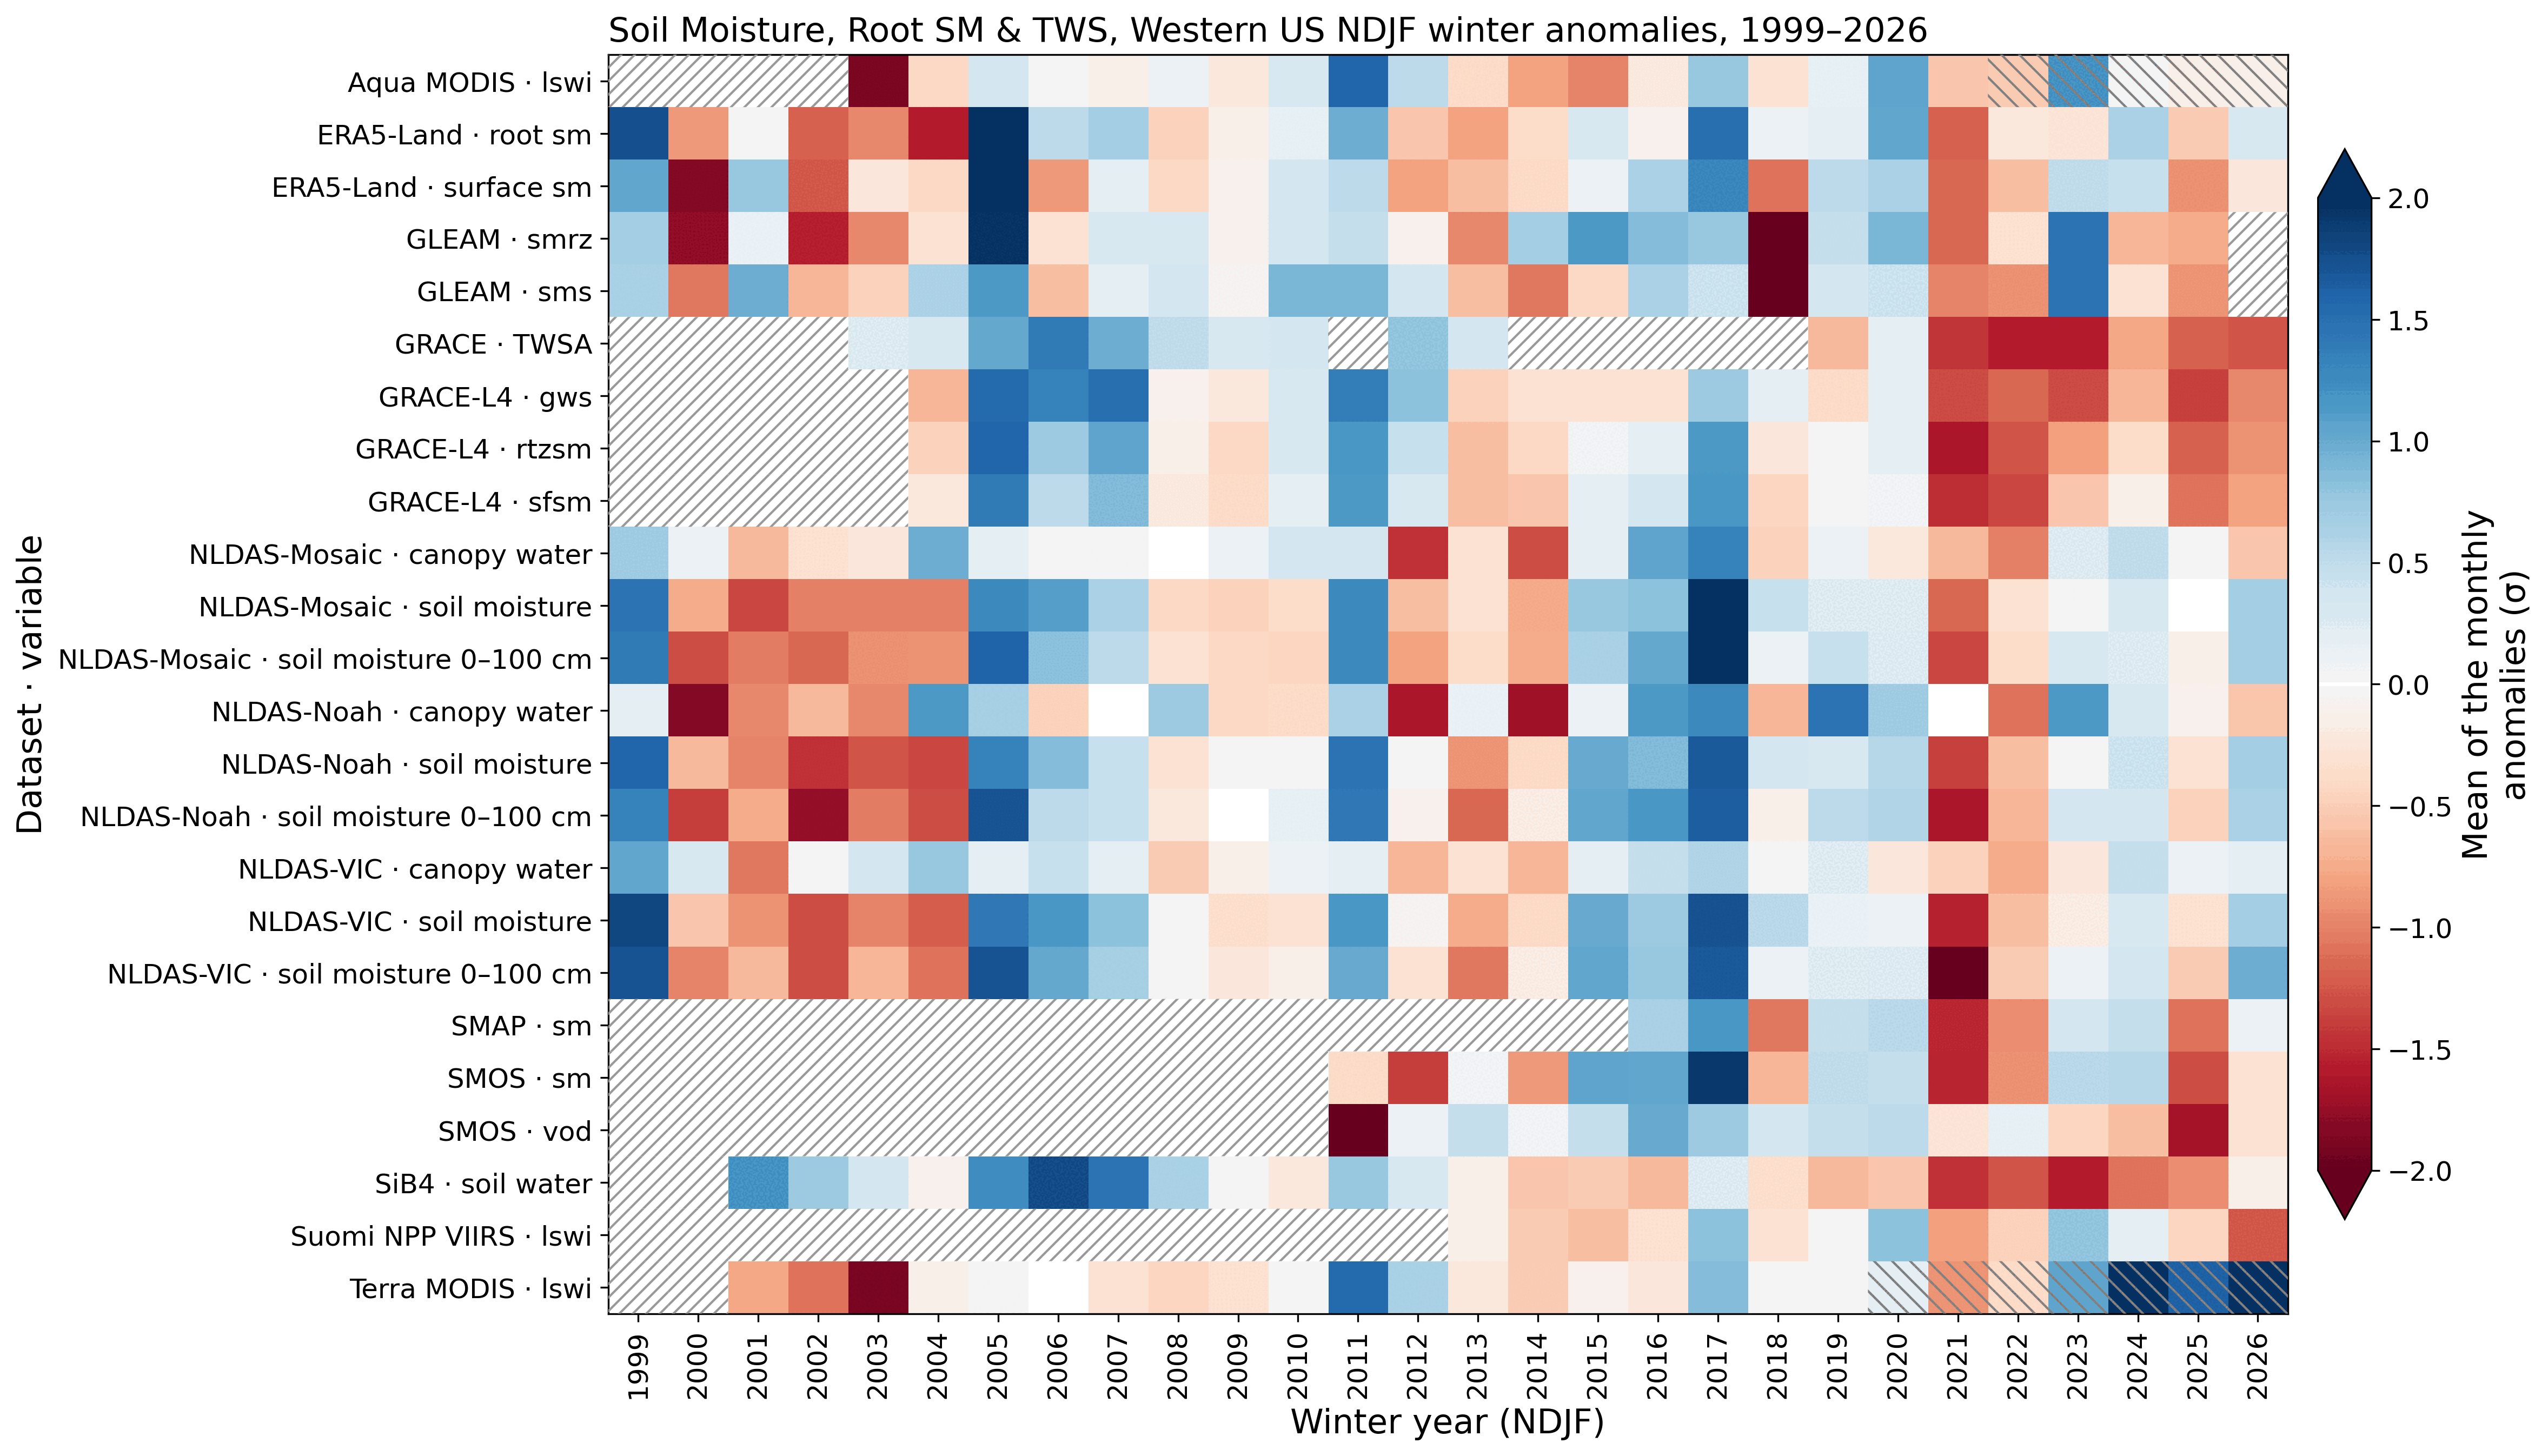 Soil Moisture, Root SM & TWS, Western US NDJF winter anomalies, 1999–2026
Dataset · variable
Aqua MODIS · lswi
ERA5-Land · root sm
ERA5-Land · surface sm
GLEAM · smrz
GLEAM · sms
GRACE · TWSA
GRACE-L4 · gws
GRACE-L4 · rtzsm
GRACE-L4 · sfsm
NLDAS-Mosaic · canopy water
NLDAS-Mosaic · soil moisture
NLDAS-Mosaic · soil moisture 0–100 cm
NLDAS-Noah · canopy water
NLDAS-Noah · soil moisture
NLDAS-Noah · soil moisture 0–100 cm
NLDAS-VIC · canopy water
NLDAS-VIC · soil moisture
NLDAS-VIC · soil moisture 0–100 cm
SMAP · sm
SMOS · sm
SMOS · vod
SiB4 · soil water
Suomi NPP VIIRS · lswi
Terra MODIS · lswi
1999 2000 2001 2002 2003 2004 2005 2006 2007 2008 2009 2010 2011 2012 2013 2014 2015 2016 2017 2018 2019 2020 2021 2022 2023 2024 2025 2026
Winter year (NDJF)
2.0
1.5
1.0
0.5
0.0
−0.5
−1.0
−1.5
−2.0
Mean of the monthly
anomalies (σ)